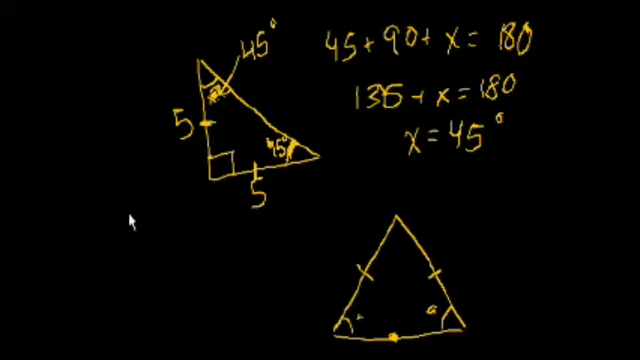 45°
45 + 90 + x = 180
135 + x = 180
x = 45°
5
45°
5